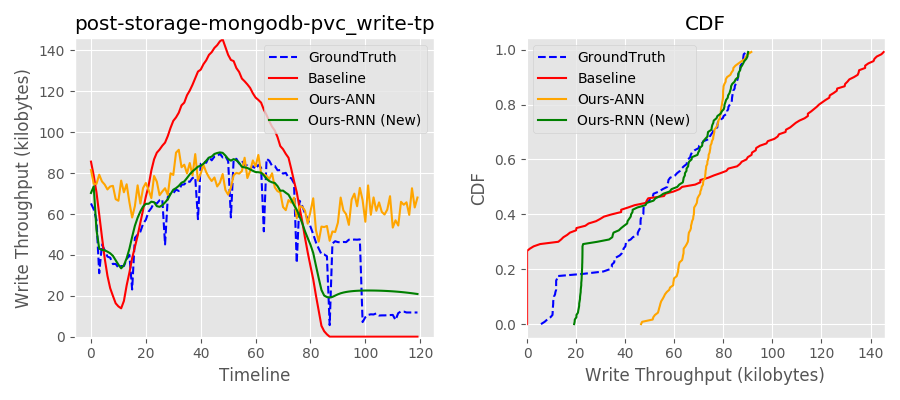 post-storage-mongodb-pvc_write-tp
Write Throughput (kilobytes)
140
120
100
80
60
40
20
0
0
20
40
60
80
100
120
Timeline
GroundTruth
Baseline
Ours-ANN
Ours-RNN (New)
CDF
CDF
1.0
0.8
0.6
0.4
0.2
0.0
0
20
40
60
80
100
120
140
Write Throughput (kilobytes)
GroundTruth
Baseline
Ours-ANN
Ours-RNN (New)